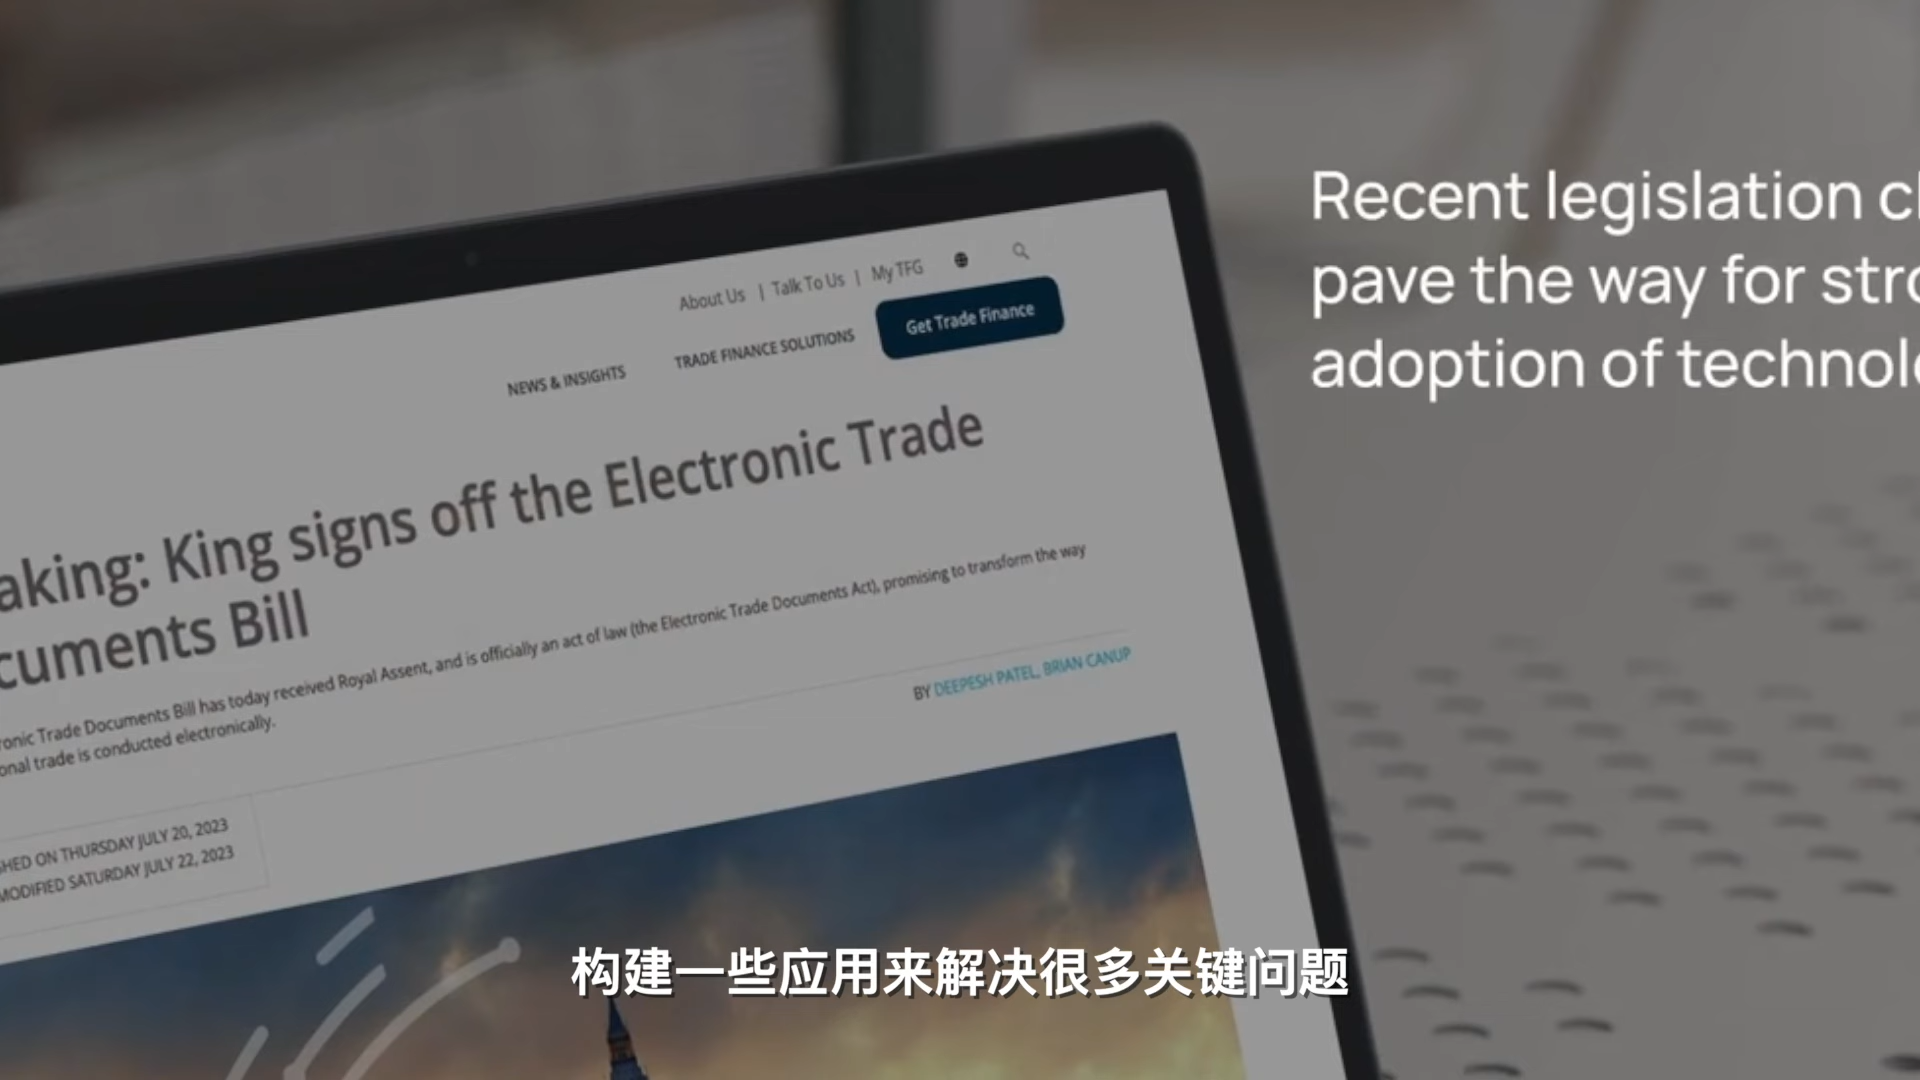 About Us | Talk To Us | My TFG
NEWS & INSIGHTS TRADE FINANCE SOLUTIONS Get Trade Finance
aking: King signs off the Electronic Trade
cuments Bill
ronic Trade Documents Bill has today received Royal Assent, and is officially an act of law (the Electronic Trade Documents Act), promising to transform the way
onal trade is conducted electronically.
BY DEEPESH PATEL, BRIAN CANUP
SHED ON THURSDAY JULY 20, 2023
MODIFIED SATURDAY JULY 22, 2023
Recent legislation
pave the way for
adoption of
构建一些应用来解决很多关键问题